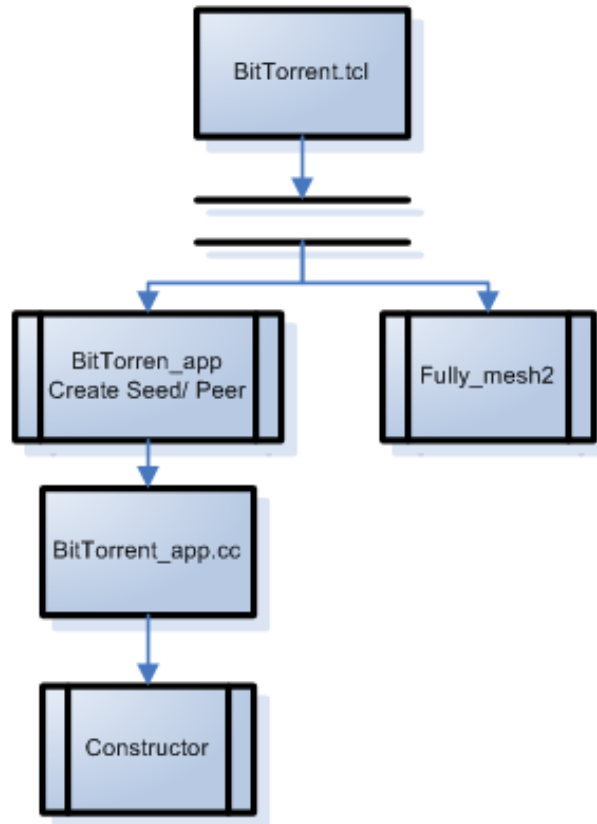 BitTorrent.tcl
BitTorren_app
Create Seed/ Peer
Fully_mesh2
BitTorrent_app.cc
Constructor